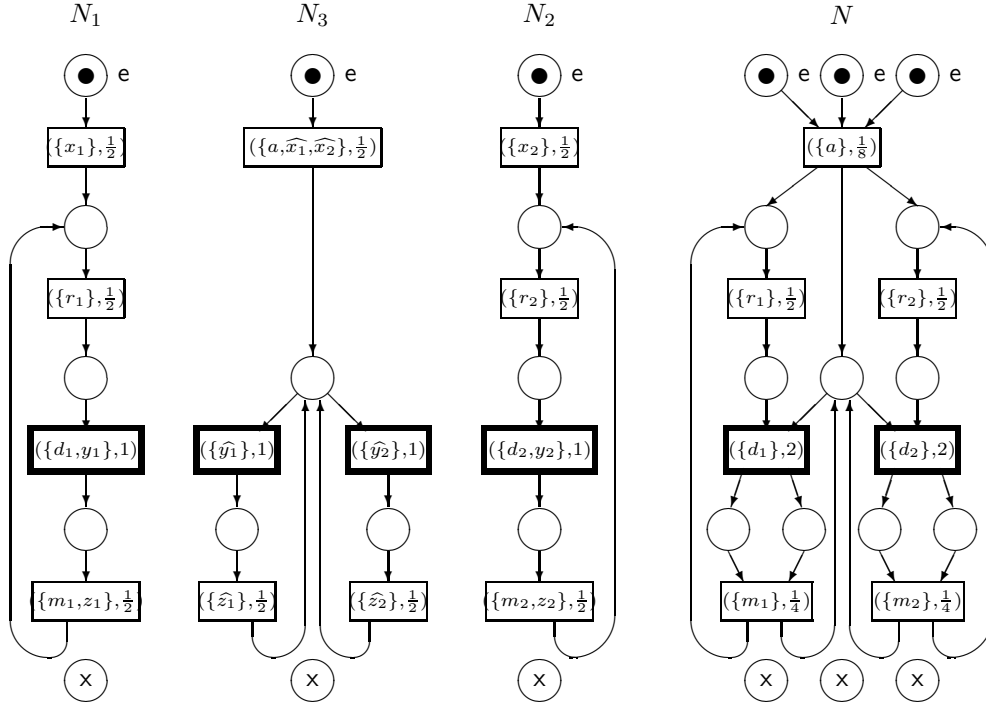 N₁ N₃ N₂ N
e e e e e e
({x₁},½) ({a,x̂₁,x̂₂},½) ({x₂},½) ({a},⅛)
({r₁},½) ({r₂},½) ({r₁},½) ({r₂},½)
({d₁,y₁},1) ({ŷ₁},1) ({ŷ₂},1) ({d₂,y₂},1) ({d₁},2) ({d₂},2)
({m₁,z₁},½) ({ẑ₁},½) ({ẑ₂},½) ({m₂,z₂},½) ({m₁},¼) ({m₂},¼)
x x x x x x